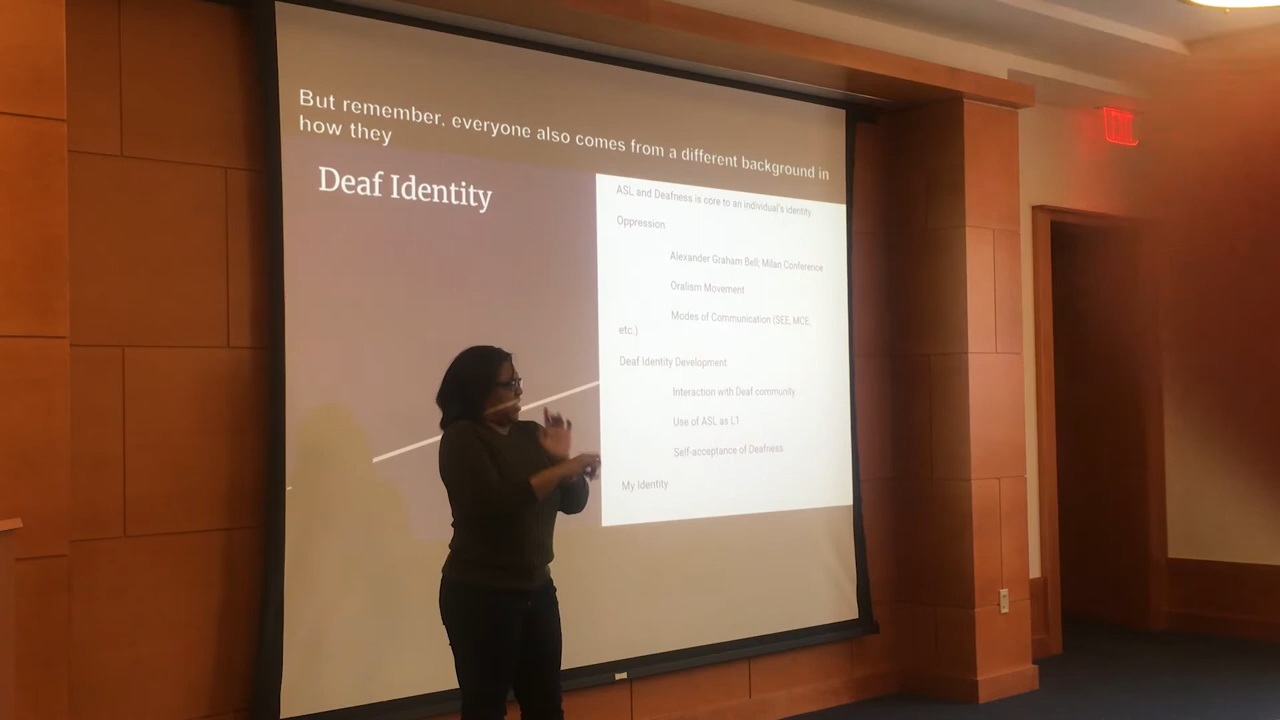 But remember, everyone also comes from a different background in
how they
Deaf Identity
ASL and Deafness is core to an individual's identity
Oppression
Alexander Graham Bell; Milan Conference
Oralism Movement
Modes of Communication (SEE, MCE,
etc.)
Deaf Identity Development
Interaction with Deaf community
Use of ASL as L1
Self-acceptance of Deafness
My Identity
EXIT